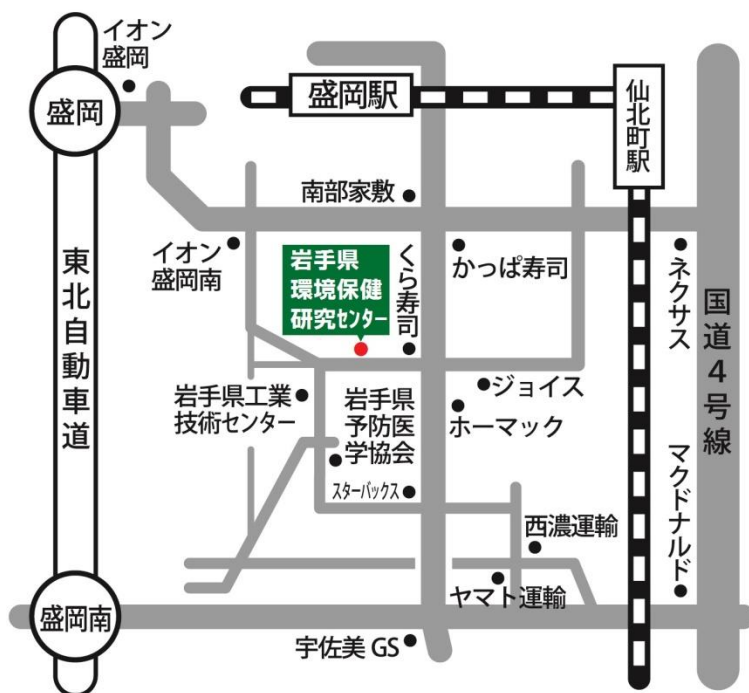 イオン
盛岡
盛岡
盛岡駅
仙北町駅
南部家敷
イオン
盛岡南
岩手県
環境保健
研究センター
くら寿司
かっぱ寿司
ネクサス
国道4号線
東北自動車道
岩手県工業
技術センター
岩手県
予防医
学協会
ジョイス
ホーマック
スターバックス
マクドナルド
西濃運輸
ヤマト運輸
盛岡南
宇佐美 GS